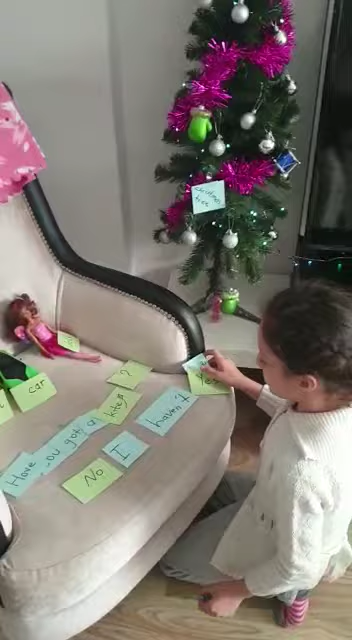 christmas
tree
car
Have you got a kite ?
Yes
No I haven't